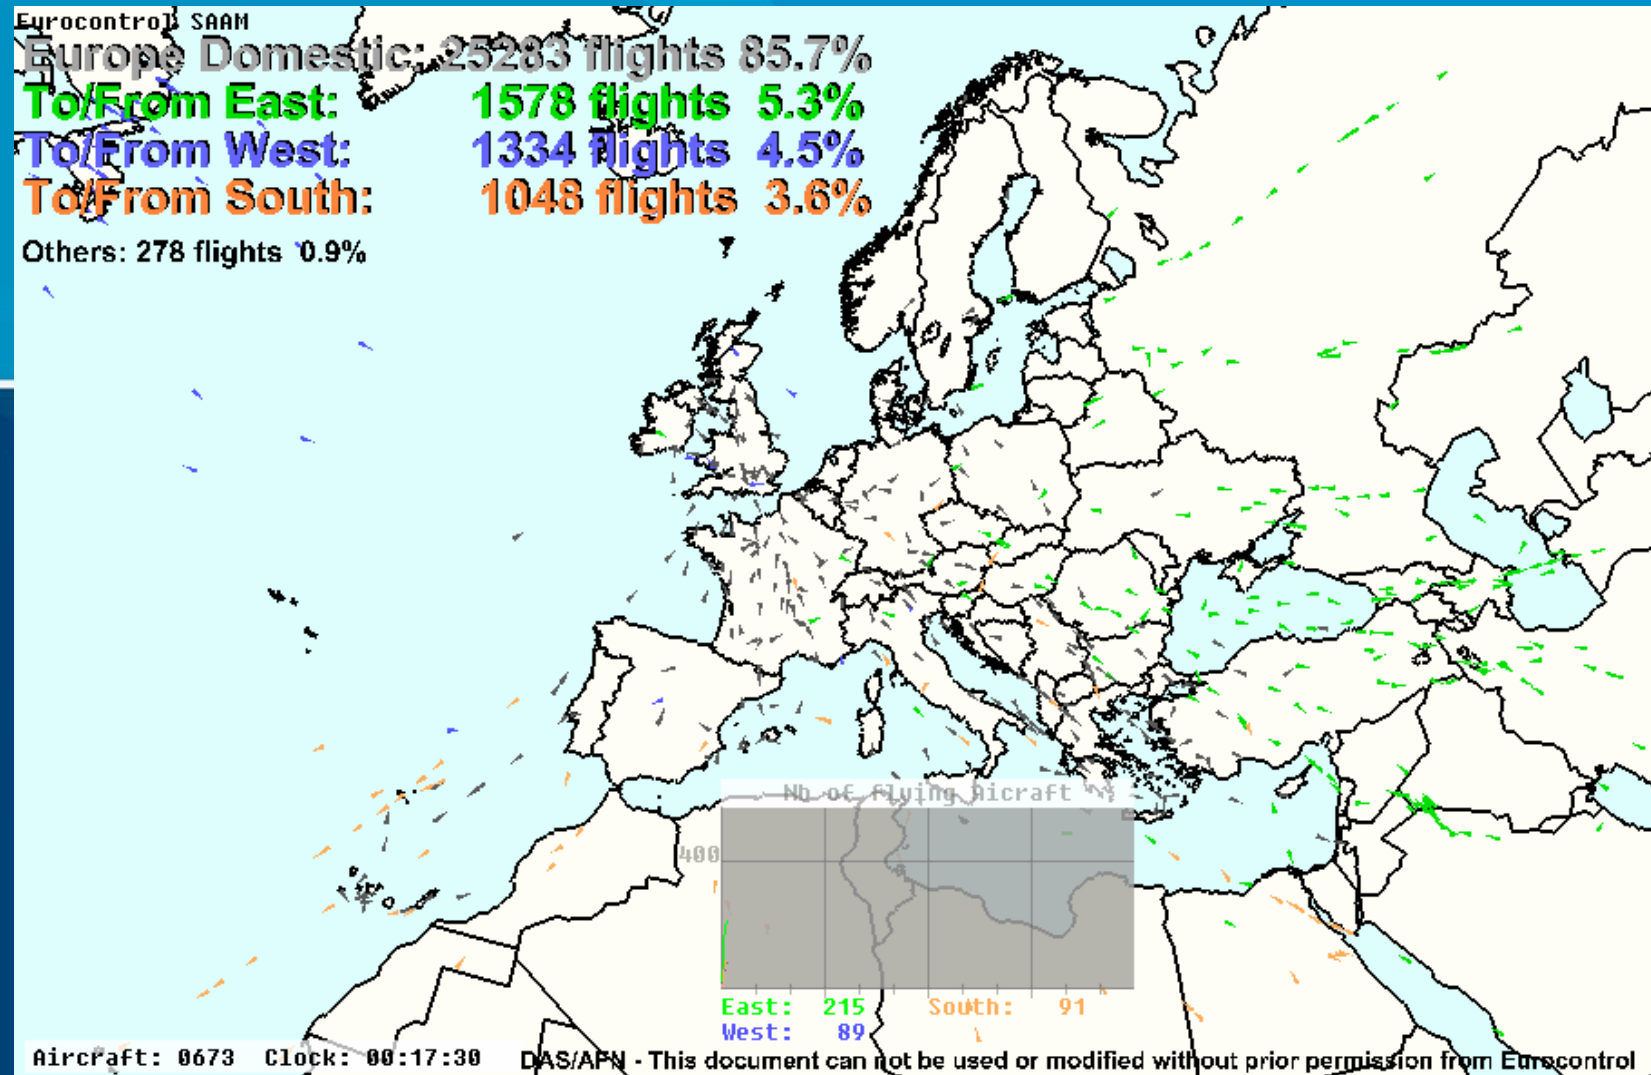 Eurocontrol SAAM
Europe Domestic: 25283 flights 85.7%
To/From East: 1578 flights 5.3%
To/From West: 1334 flights 4.5%
To/From South: 1048 flights 3.6%
Others: 278 flights 0.9%
Nb of Flying Aicraft
400
East: 215 South: 91
West: 89
Aircraft: 0673 Clock: 00:17:30 DAS/APN - This document can not be used or modified without prior permission from Eurocontrol